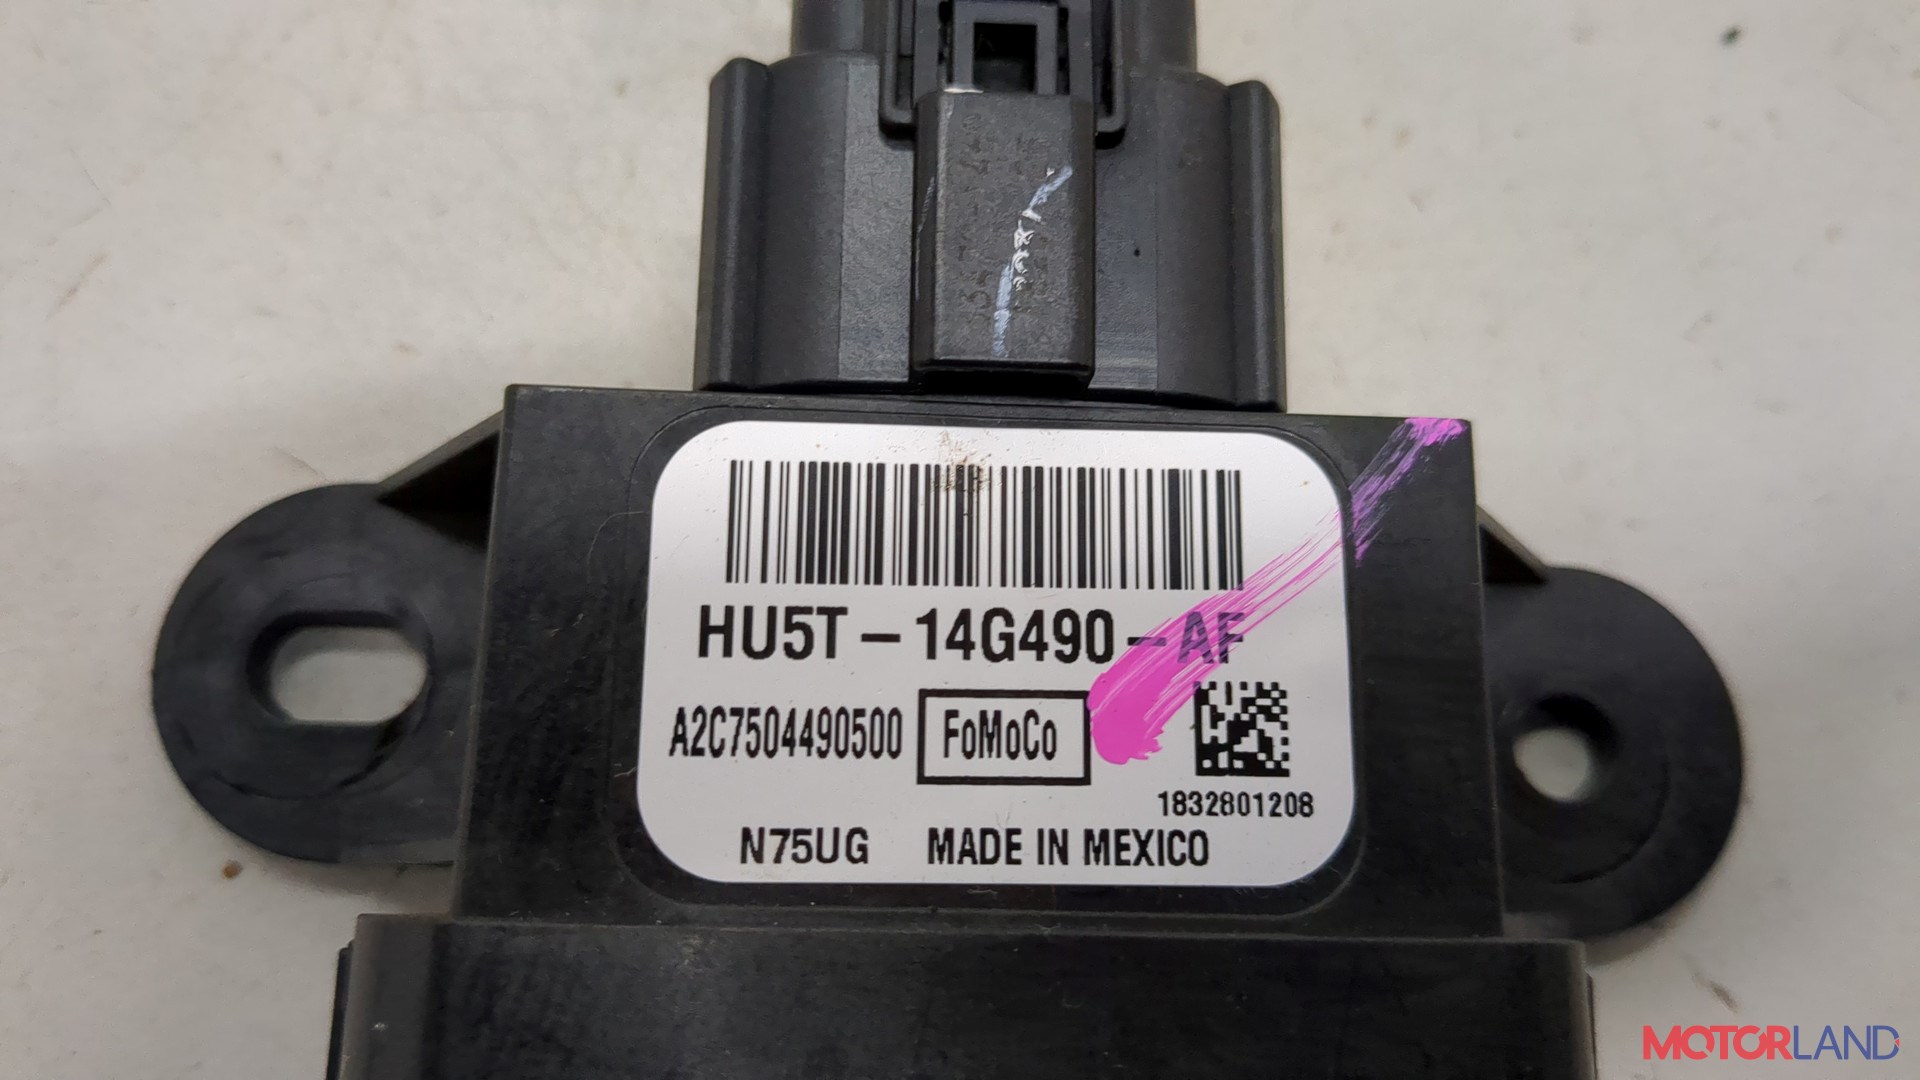 HU5T-14G490-AF
A2C7504490500 FoMoCo
1832801208
N75UG MADE IN MEXICO
MOTORLAND